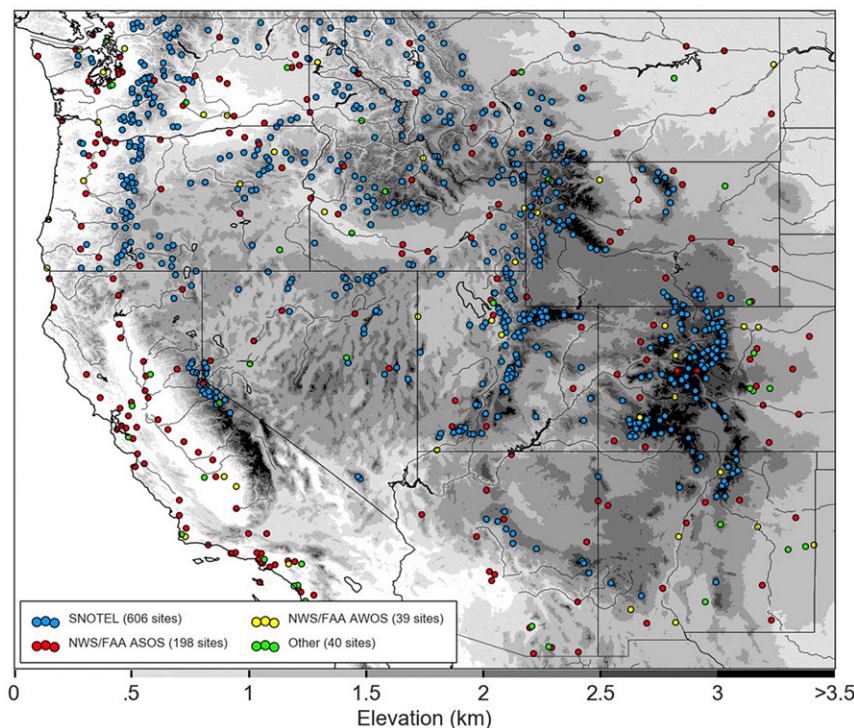 SNOTEL (606 sites)
NWS/FAA AWOS (39 sites)
NWS/FAA ASOS (198 sites)
Other (40 sites)
0 .5 1 1.5 2 2.5 3 >3.5
Elevation (km)